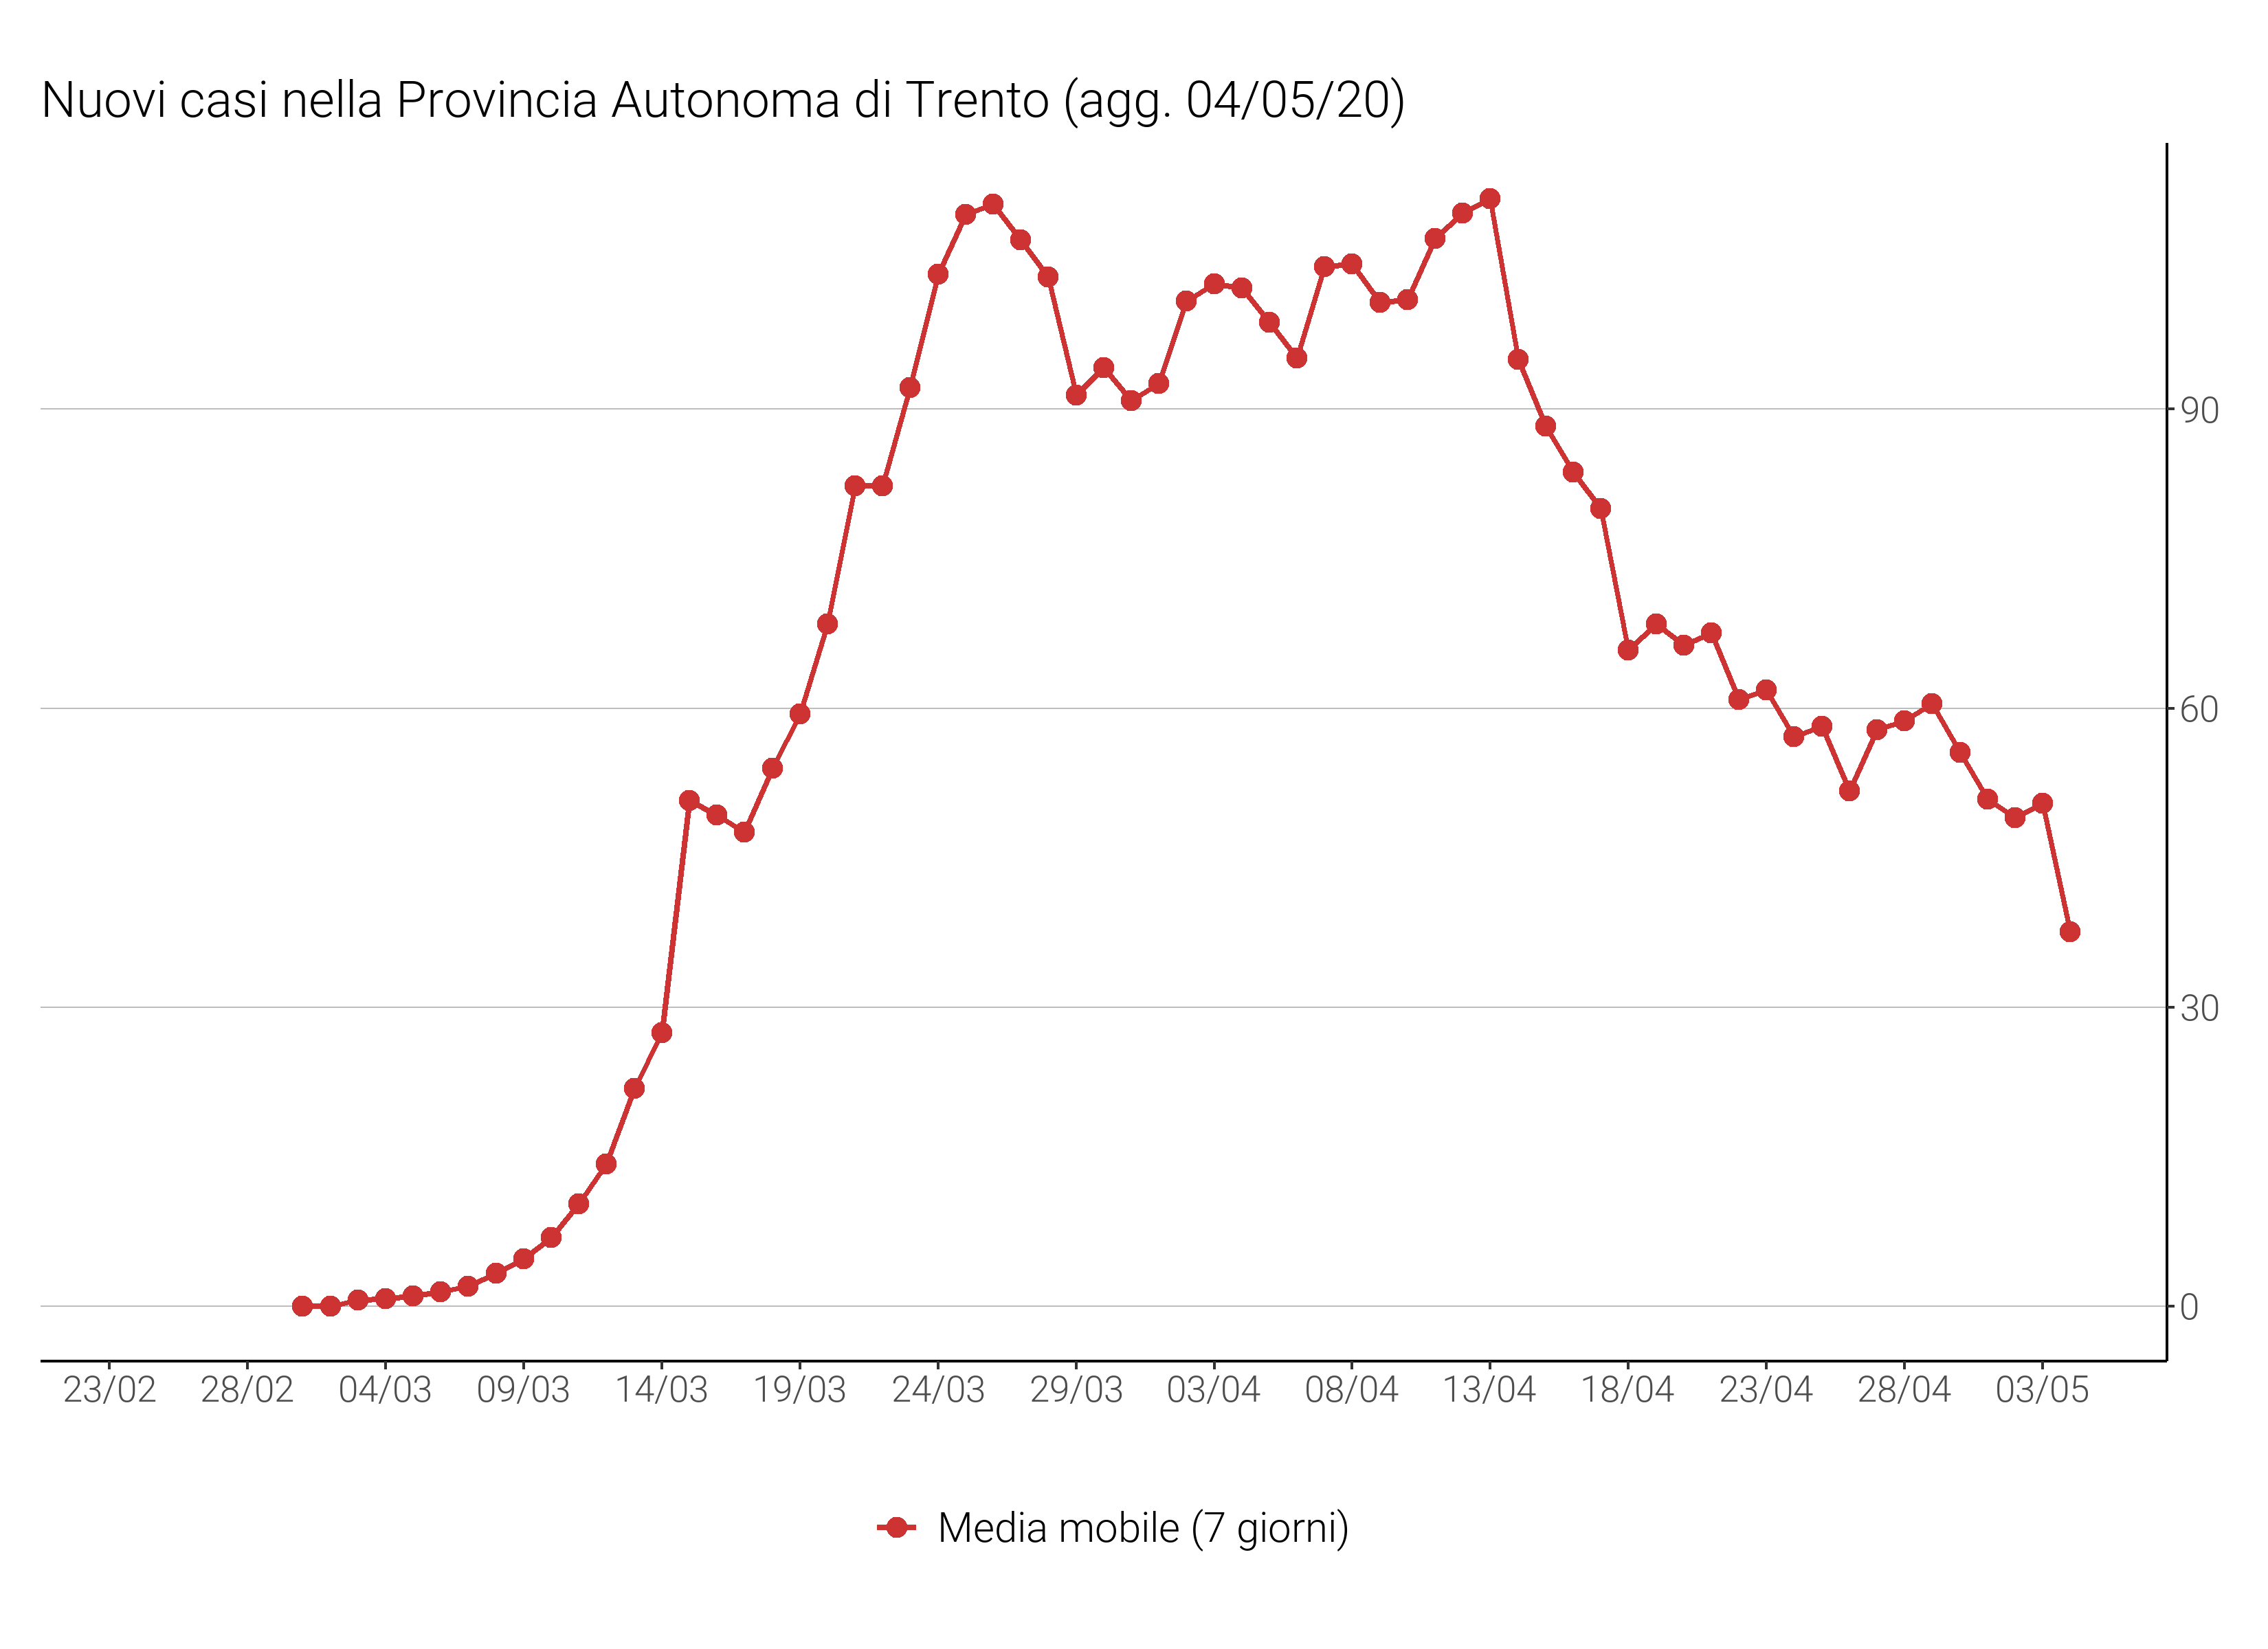 Nuovi casi nella Provincia Autonoma di Trento (agg. 04/05/20)
90
60
30
0
23/02 28/02 04/03 09/03 14/03 19/03 24/03 29/03 03/04 08/04 13/04 18/04 23/04 28/04 03/05
Media mobile (7 giorni)